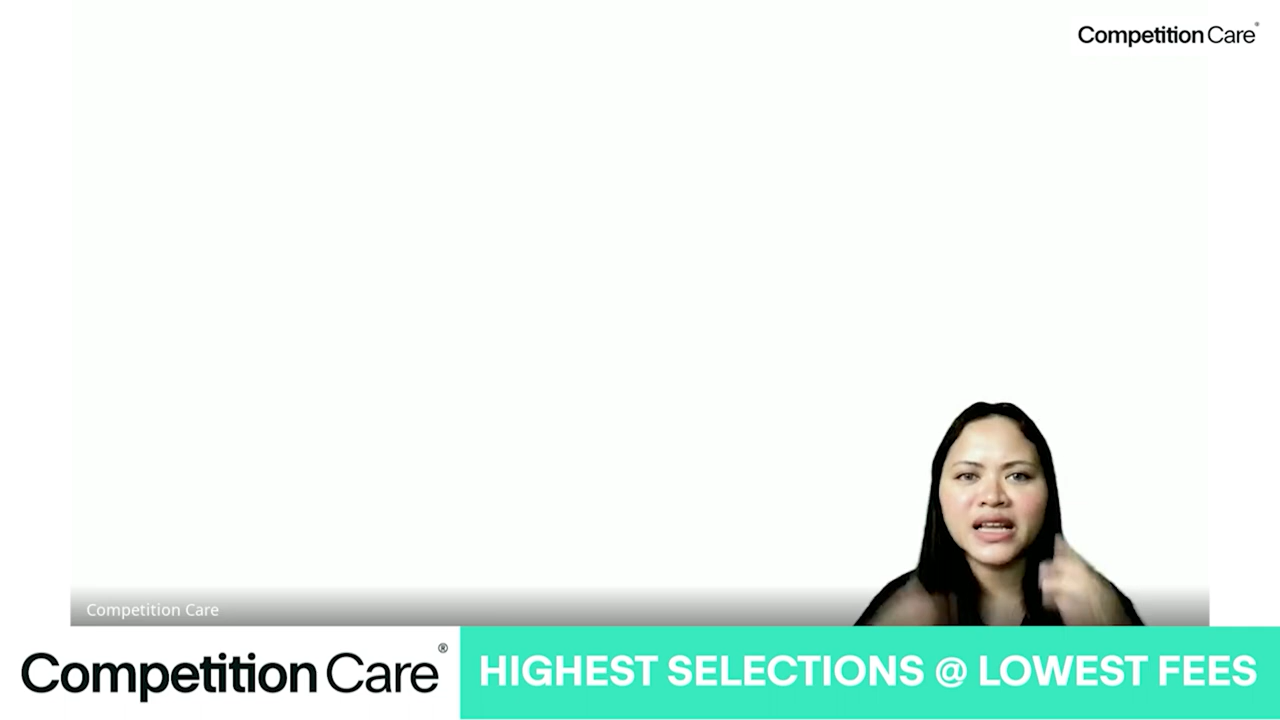 Competition Care®
Competition Care
Competition Care®
HIGHEST SELECTIONS @ LOWEST FEES